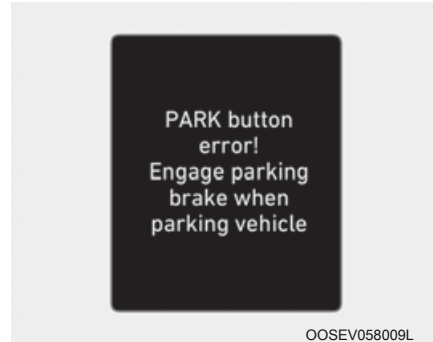 PARK button
error!
Engage parking
brake when
parking vehicle
OOSEV058009L